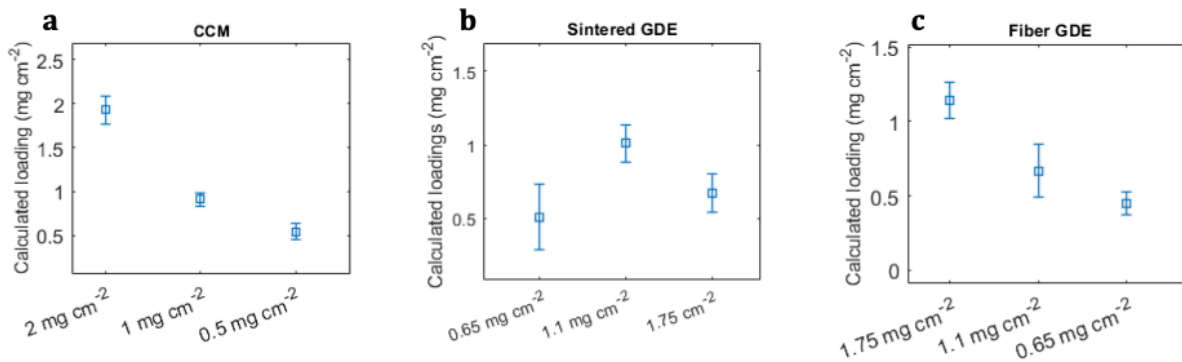 a
CCM
Calculated loading (mg cm⁻²)
2.5
2
1.5
1
0.5
2 mg cm⁻²
1 mg cm⁻²
0.5 mg cm⁻²
b
Sintered GDE
Calculated loadings (mg cm⁻²)
1.5
1
0.5
0.65 mg cm⁻²
1.1 mg cm⁻²
1.75 cm⁻²
c
Fiber GDE
Calculated loading (mg cm⁻²)
1.5
1
0.5
0
1.75 mg cm⁻²
1.1 mg cm⁻²
0.65 mg cm⁻²